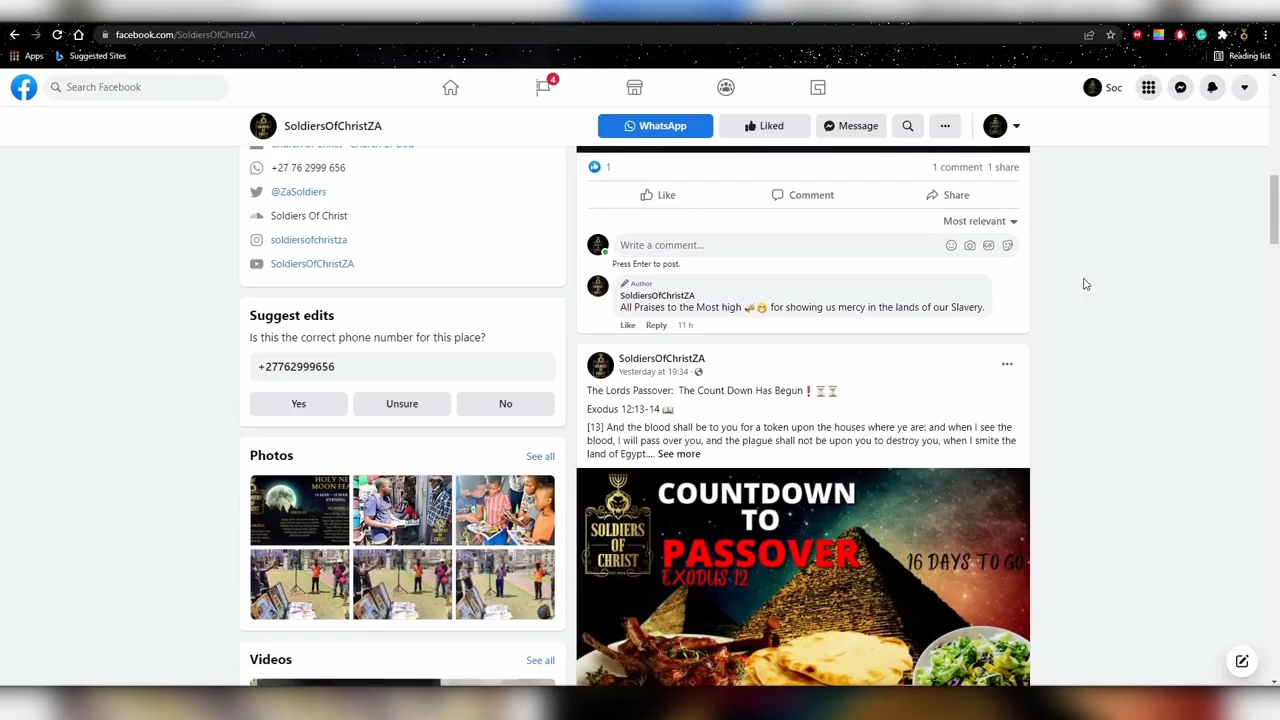 facebook.com/SoldiersOfChristZA
Apps
Suggested Sites
Reading list
Search Facebook
4
Soc
SoldiersOfChristZA
WhatsApp
Liked
Message
+27 76 2999 656
@ZaSoldiers
Soldiers Of Christ
soldiersofchristza
SoldiersOfChristZA
Suggest edits
Is this the correct phone number for this place?
+27762999656
Yes
Unsure
No
Photos
See all
HOLY NE
MOON FEA
Videos
See all
1
1 comment 1 share
Like
Comment
Share
Most relevant
Write a comment...
Press Enter to post.
Author
SoldiersOfChristZA
All Praises to the Most high 🎺😁 for showing us mercy in the lands of our Slavery.
Like Reply 11 h
SoldiersOfChristZA
Yesterday at 19:34
The Lords Passover: The Count Down Has Begun❗⏳⏳
Exodus 12:13-14 📖
[13] And the blood shall be to you for a token upon the houses where ye are: and when I see the
blood, I will pass over you, and the plague shall not be upon you to destroy you, when I smite the
land of Egypt.... See more
SOLDIERS
OF
CHRIST
COUNTDOWN
TO
PASSOVER
EXODUS 12
16 DAYS TO GO